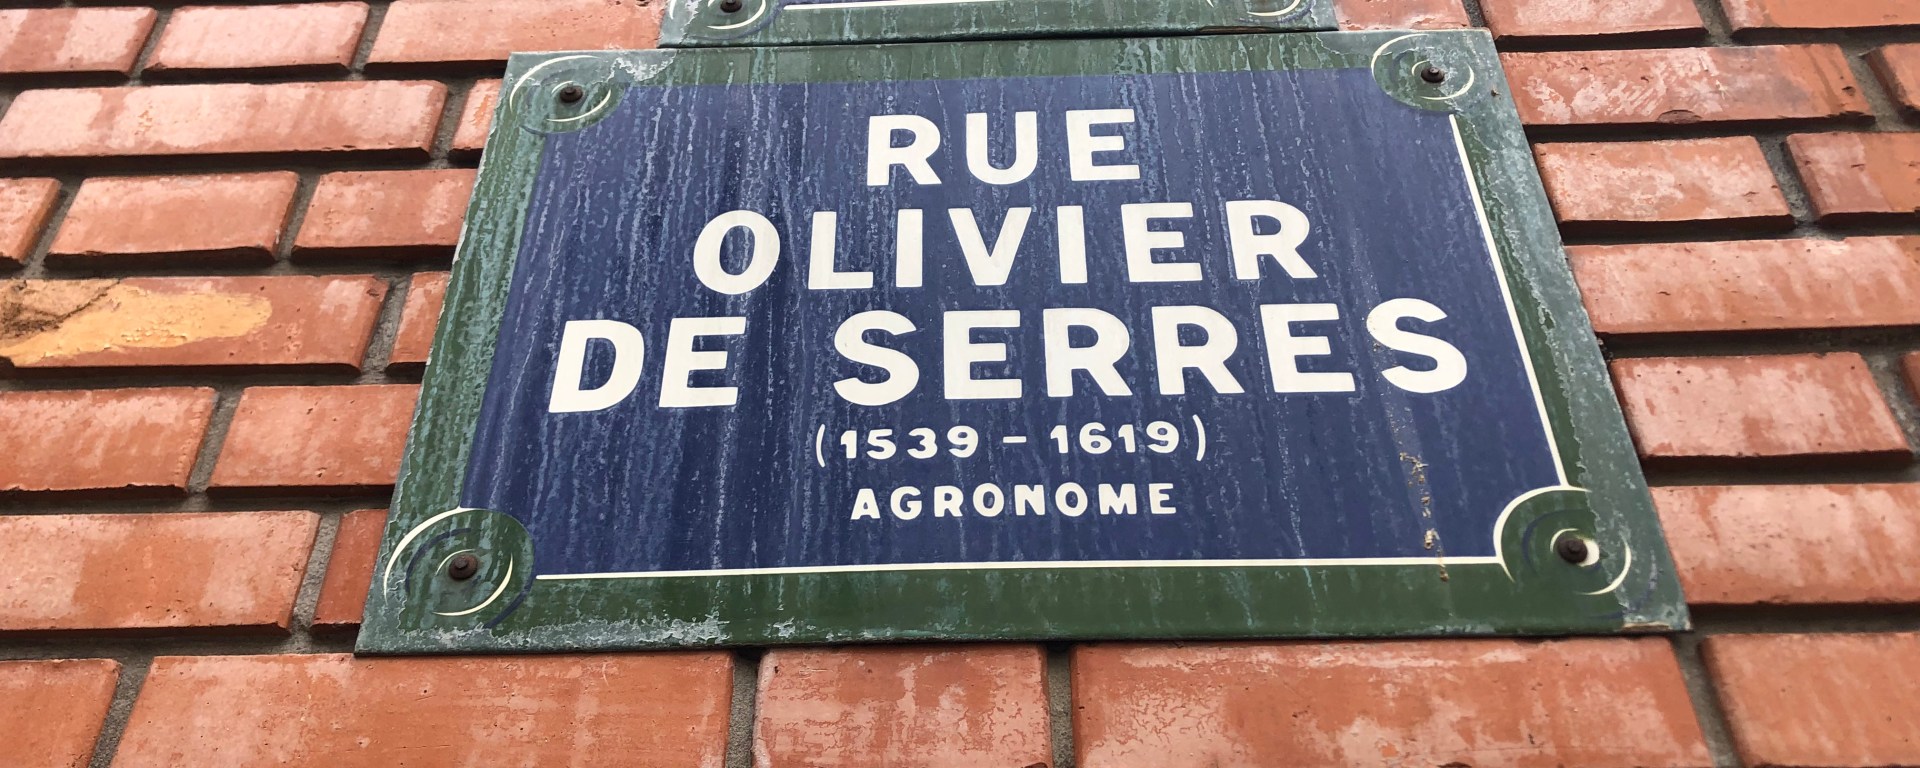 RUE
OLIVIER
DE SERRES
(1539 - 1619)
AGRONOME